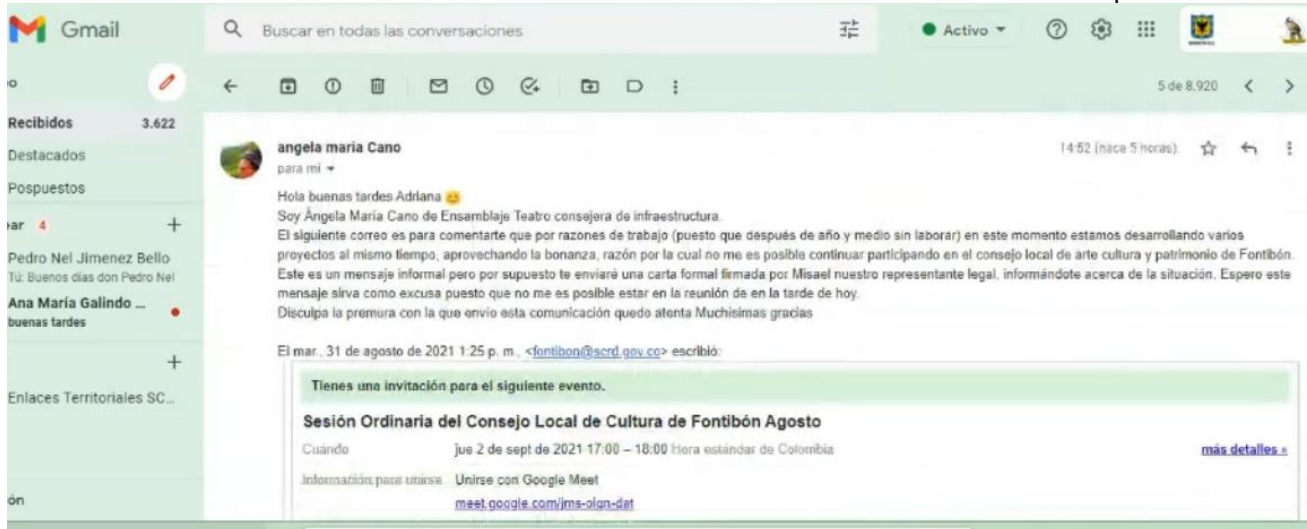 Gmail
Buscar en todas las conversaciones
Activo
5 de 8.920
Recibidos 3.622
Destacados
Pospuestos
4
Pedro Nel Jimenez Bello
Tú: Buenos días don Pedro Nel
Ana María Galindo ...
buenas tardes
Enlaces Territoriales SC...
ón
angela maria Cano
14:52 (hace 5 horas)
para mí
Hola buenas tardes Adriana 😊
Soy Ángela María Cano de Ensamblaje Teatro consejera de infraestructura.
El siguiente correo es para comentarte que por razones de trabajo (puesto que después de año y medio sin laborar) en este momento estamos desarrollando varios
proyectos al mismo tiempo, aprovechando la bonanza, razón por la cual no me es posible continuar participando en el consejo local de arte cultura y patrimonio de Fontibón.
Este es un mensaje informal pero por supuesto te enviaré una carta formal firmada por Misael nuestro representante legal, informándote acerca de la situación. Espero este
mensaje sirva como excusa puesto que no me es posible estar en la reunión de en la tarde de hoy.
Disculpa la premura con la que envío esta comunicación quedo atenta Muchísimas gracias
El mar., 31 de agosto de 2021 1:25 p. m., <fontibon@scrd.gov.co> escribió:
Tienes una invitación para el siguiente evento.
Sesión Ordinaria del Consejo Local de Cultura de Fontibón Agosto
Cuándo jue 2 de sept de 2021 17:00 – 18:00 Hora estándar de Colombia
más detalles »
Información para unirse Unirse con Google Meet
meet.google.com/jms-olgn-dat